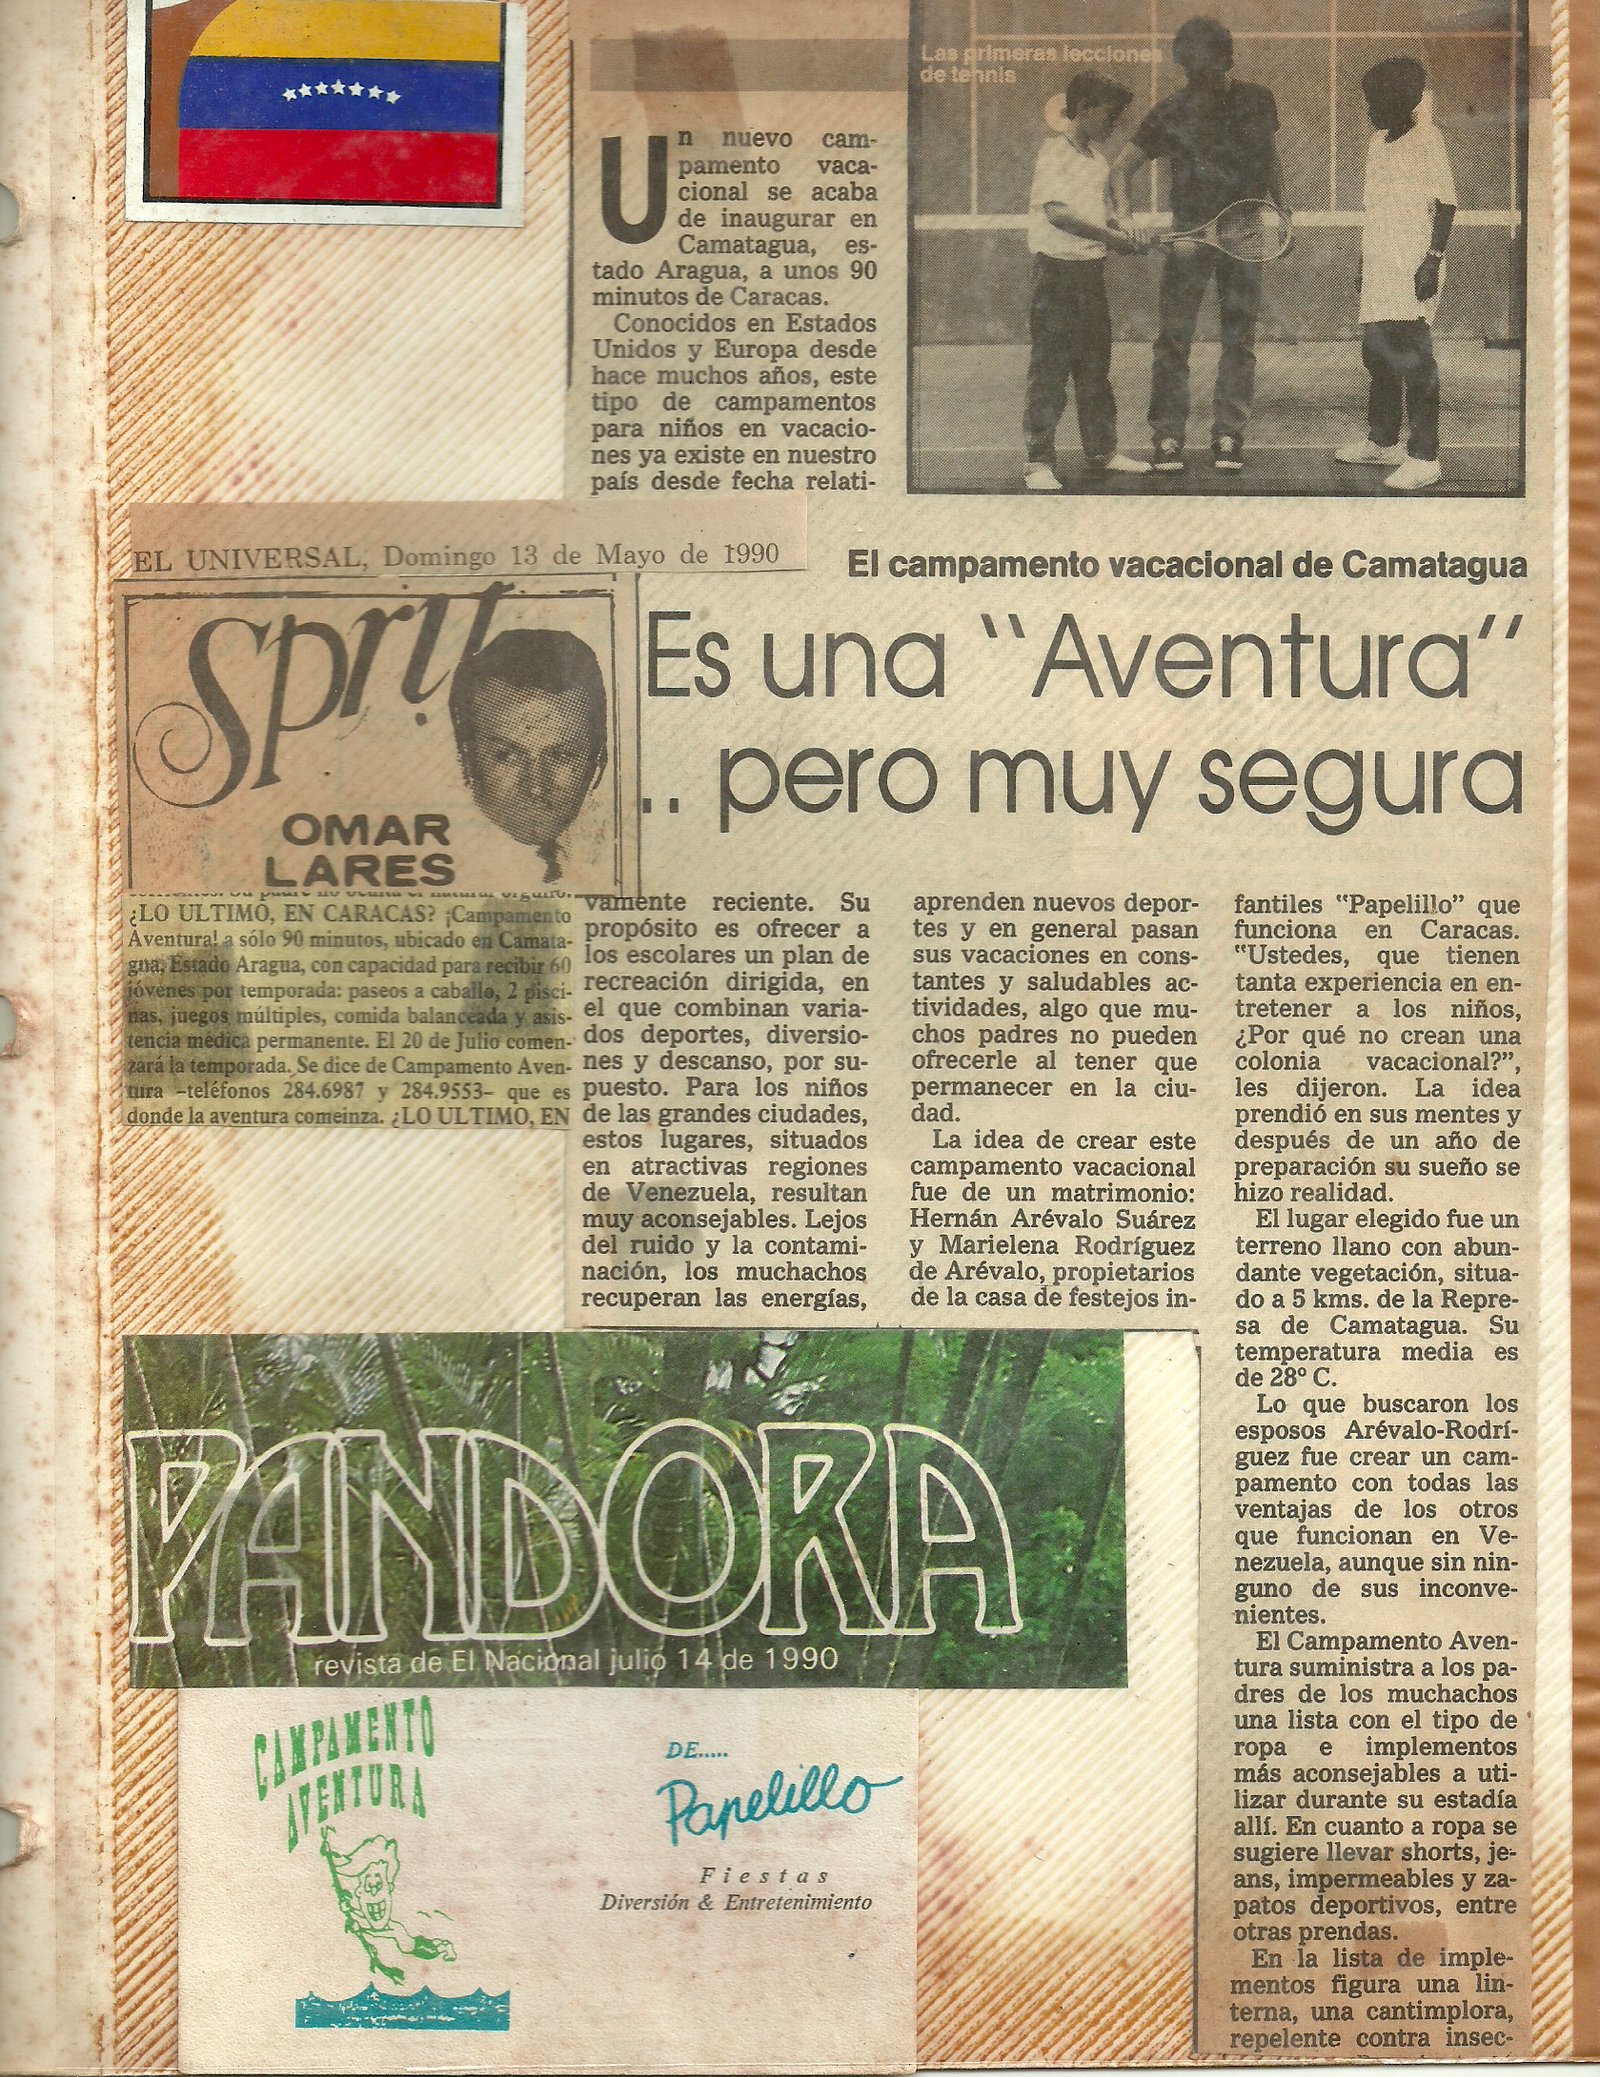 Las primeras lecciones
de tennis
Un nuevo cam-
pamento vaca-
cional se acaba
de inaugurar en
Camatagua, es-
tado Aragua, a unos 90
minutos de Caracas.
Conocidos en Estados
Unidos y Europa desde
hace muchos años, este
tipo de campamentos
para niños en vacacio-
nes ya existe en nuestro
país desde fecha relati-
EL UNIVERSAL, Domingo 13 de Mayo de 1990
Sprit
OMAR
LARES
¿LO ULTIMO, EN CARACAS? ¡Campamento
Aventura! a sólo 90 minutos, ubicado en Camata-
gua, Estado Aragua, con capacidad para recibir 60
jóvenes por temporada: paseos a caballo, 2 pisci-
nas, juegos múltiples, comida balanceada y asis-
tencia médica permanente. El 20 de Julio comen-
zará la temporada. Se dice de Campamento Aven-
tura –teléfonos 284.6987 y 284.9553– que es
donde la aventura comeinza. ¿LO ULTIMO, EN
El campamento vacacional de Camatagua
Es una "Aventura"
.. pero muy segura
vamente reciente. Su
propósito es ofrecer a
los escolares un plan de
recreación dirigida, en
el que combinan varia-
dos deportes, diversio-
nes y descanso, por su-
puesto. Para los niños
de las grandes ciudades,
estos lugares, situados
en atractivas regiones
de Venezuela, resultan
muy aconsejables. Lejos
del ruido y la contami-
nación, los muchachos
recuperan las energías,
aprenden nuevos depor-
tes y en general pasan
sus vacaciones en cons-
tantes y saludables ac-
tividades, algo que mu-
chos padres no pueden
ofrecerle al tener que
permanecer en la ciu-
dad.
La idea de crear este
campamento vacacional
fue de un matrimonio:
Hernán Arévalo Suárez
y Marielena Rodríguez
de Arévalo, propietarios
de la casa de festejos in-
fantiles "Papelillo" que
funciona en Caracas.
"Ustedes, que tienen
tanta experiencia en en-
tretener a los niños,
¿Por qué no crean una
colonia vacacional?",
les dijeron. La idea
prendió en sus mentes y
después de un año de
preparación su sueño se
hizo realidad.
El lugar elegido fue un
terreno llano con abun-
dante vegetación, situa-
do a 5 kms. de la Repre-
sa de Camatagua. Su
temperatura media es
de 28º C.
Lo que buscaron los
esposos Arévalo-Rodrí-
guez fue crear un cam-
pamento con todas las
ventajas de los otros
que funcionan en Ve-
nezuela, aunque sin nin-
guno de sus inconve-
nientes.
El Campamento Aven-
tura suministra a los pa-
dres de los muchachos
una lista con el tipo de
ropa e implementos
más aconsejables a uti-
lizar durante su estadía
allí. En cuanto a ropa se
sugiere llevar shorts, je-
ans, impermeables y za-
patos deportivos, entre
otras prendas.
En la lista de imple-
mentos figura una lin-
terna, una cantimplora,
repelente contra insec-
PANDORA
revista de El Nacional julio 14 de 1990
CAMPAMENTO
AVENTURA
DE.....
Papelillo
Fiestas
Diversión & Entretenimiento